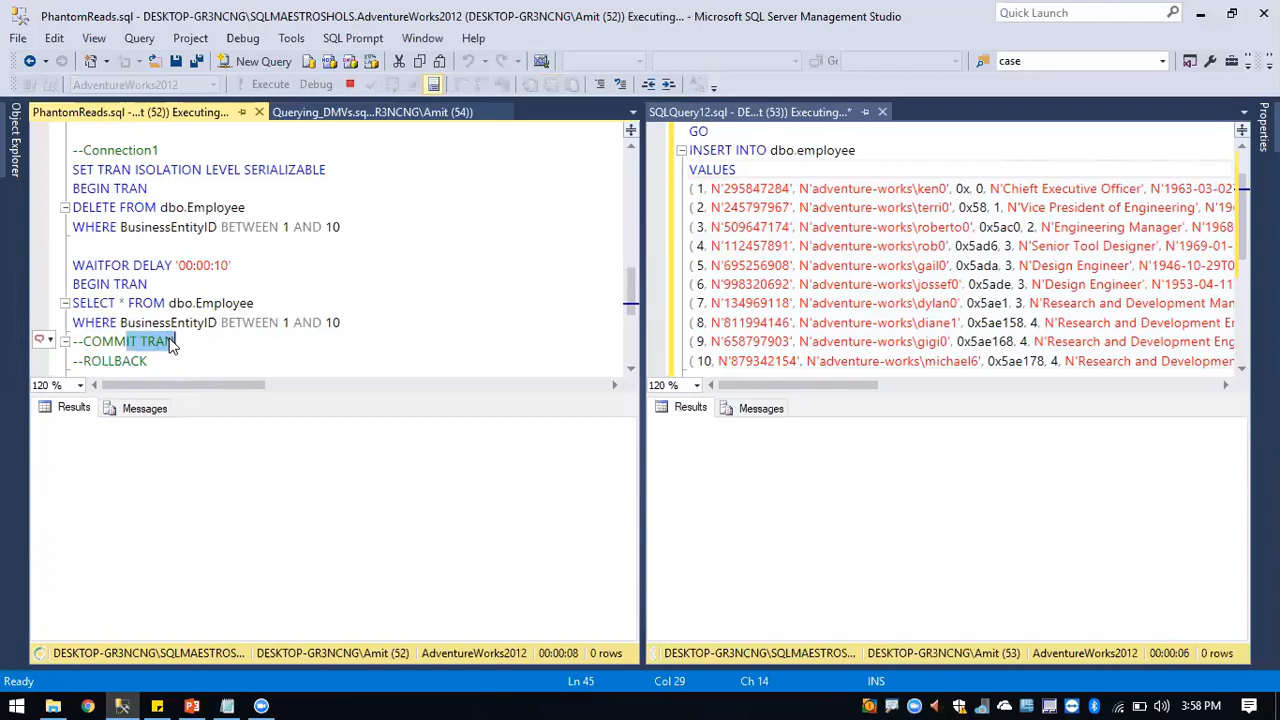 PhantomReads.sql - DESKTOP-GR3NCNG\SQLMAESTROSHOLS.AdventureWorks2012 (DESKTOP-GR3NCNG\Amit (52)) Executing... - Microsoft SQL Server Management Studio
Quick Launch
File Edit View Query Project Debug Tools SQL Prompt Window Help
New Query
case
AdventureWorks2012
Execute Debug
PhantomReads.sql -...t (52)) Executing...
Querying_DMVs.sq...R3NCNG\Amit (54))
SQLQuery12.sql - DE...t (53)) Executing...*
Object Explorer
Properties
--Connection1
SET TRAN ISOLATION LEVEL SERIALIZABLE
BEGIN TRAN
DELETE FROM dbo.Employee
WHERE BusinessEntityID BETWEEN 1 AND 10
WAITFOR DELAY '00:00:10'
BEGIN TRAN
SELECT * FROM dbo.Employee
WHERE BusinessEntityID BETWEEN 1 AND 10
--COMMIT TRAN
--ROLLBACK
120 %
Results Messages
GO
INSERT INTO dbo.employee
VALUES
( 1, N'295847284', N'adventure-works\ken0', 0x, 0, N'Chieft Executive Officer', N'1963-03-02
( 2, N'245797967', N'adventure-works\terri0', 0x58, 1, N'Vice President of Engineering', N'19
( 3, N'509647174', N'adventure-works\roberto0', 0x5ac0, 2, N'Engineering Manager', N'1968
( 4, N'112457891', N'adventure-works\rob0', 0x5ad6, 3, N'Senior Tool Designer', N'1969-01-
( 5, N'695256908', N'adventure-works\gail0', 0x5ada, 3, N'Design Engineer', N'1946-10-29T0
( 6, N'998320692', N'adventure-works\jossef0', 0x5ade, 3, N'Design Engineer', N'1953-04-11
( 7, N'134969118', N'adventure-works\dylan0', 0x5ae1, 3, N'Research and Development Man
( 8, N'811994146', N'adventure-works\diane1', 0x5ae158, 4, N'Research and Development En
( 9, N'658797903', N'adventure-works\gigi0', 0x5ae168, 4, N'Research and Development Eng
( 10, N'879342154', N'adventure-works\michael6', 0x5ae178, 4, N'Research and Developmen
120 %
Results Messages
DESKTOP-GR3NCNG\SQLMAESTROS... DESKTOP-GR3NCNG\Amit (52) AdventureWorks2012 00:00:08 0 rows
DESKTOP-GR3NCNG\SQLMAESTROS... DESKTOP-GR3NCNG\Amit (53) AdventureWorks2012 00:00:06 0 rows
Ready Ln 45 Col 29 Ch 14 INS
3:58 PM